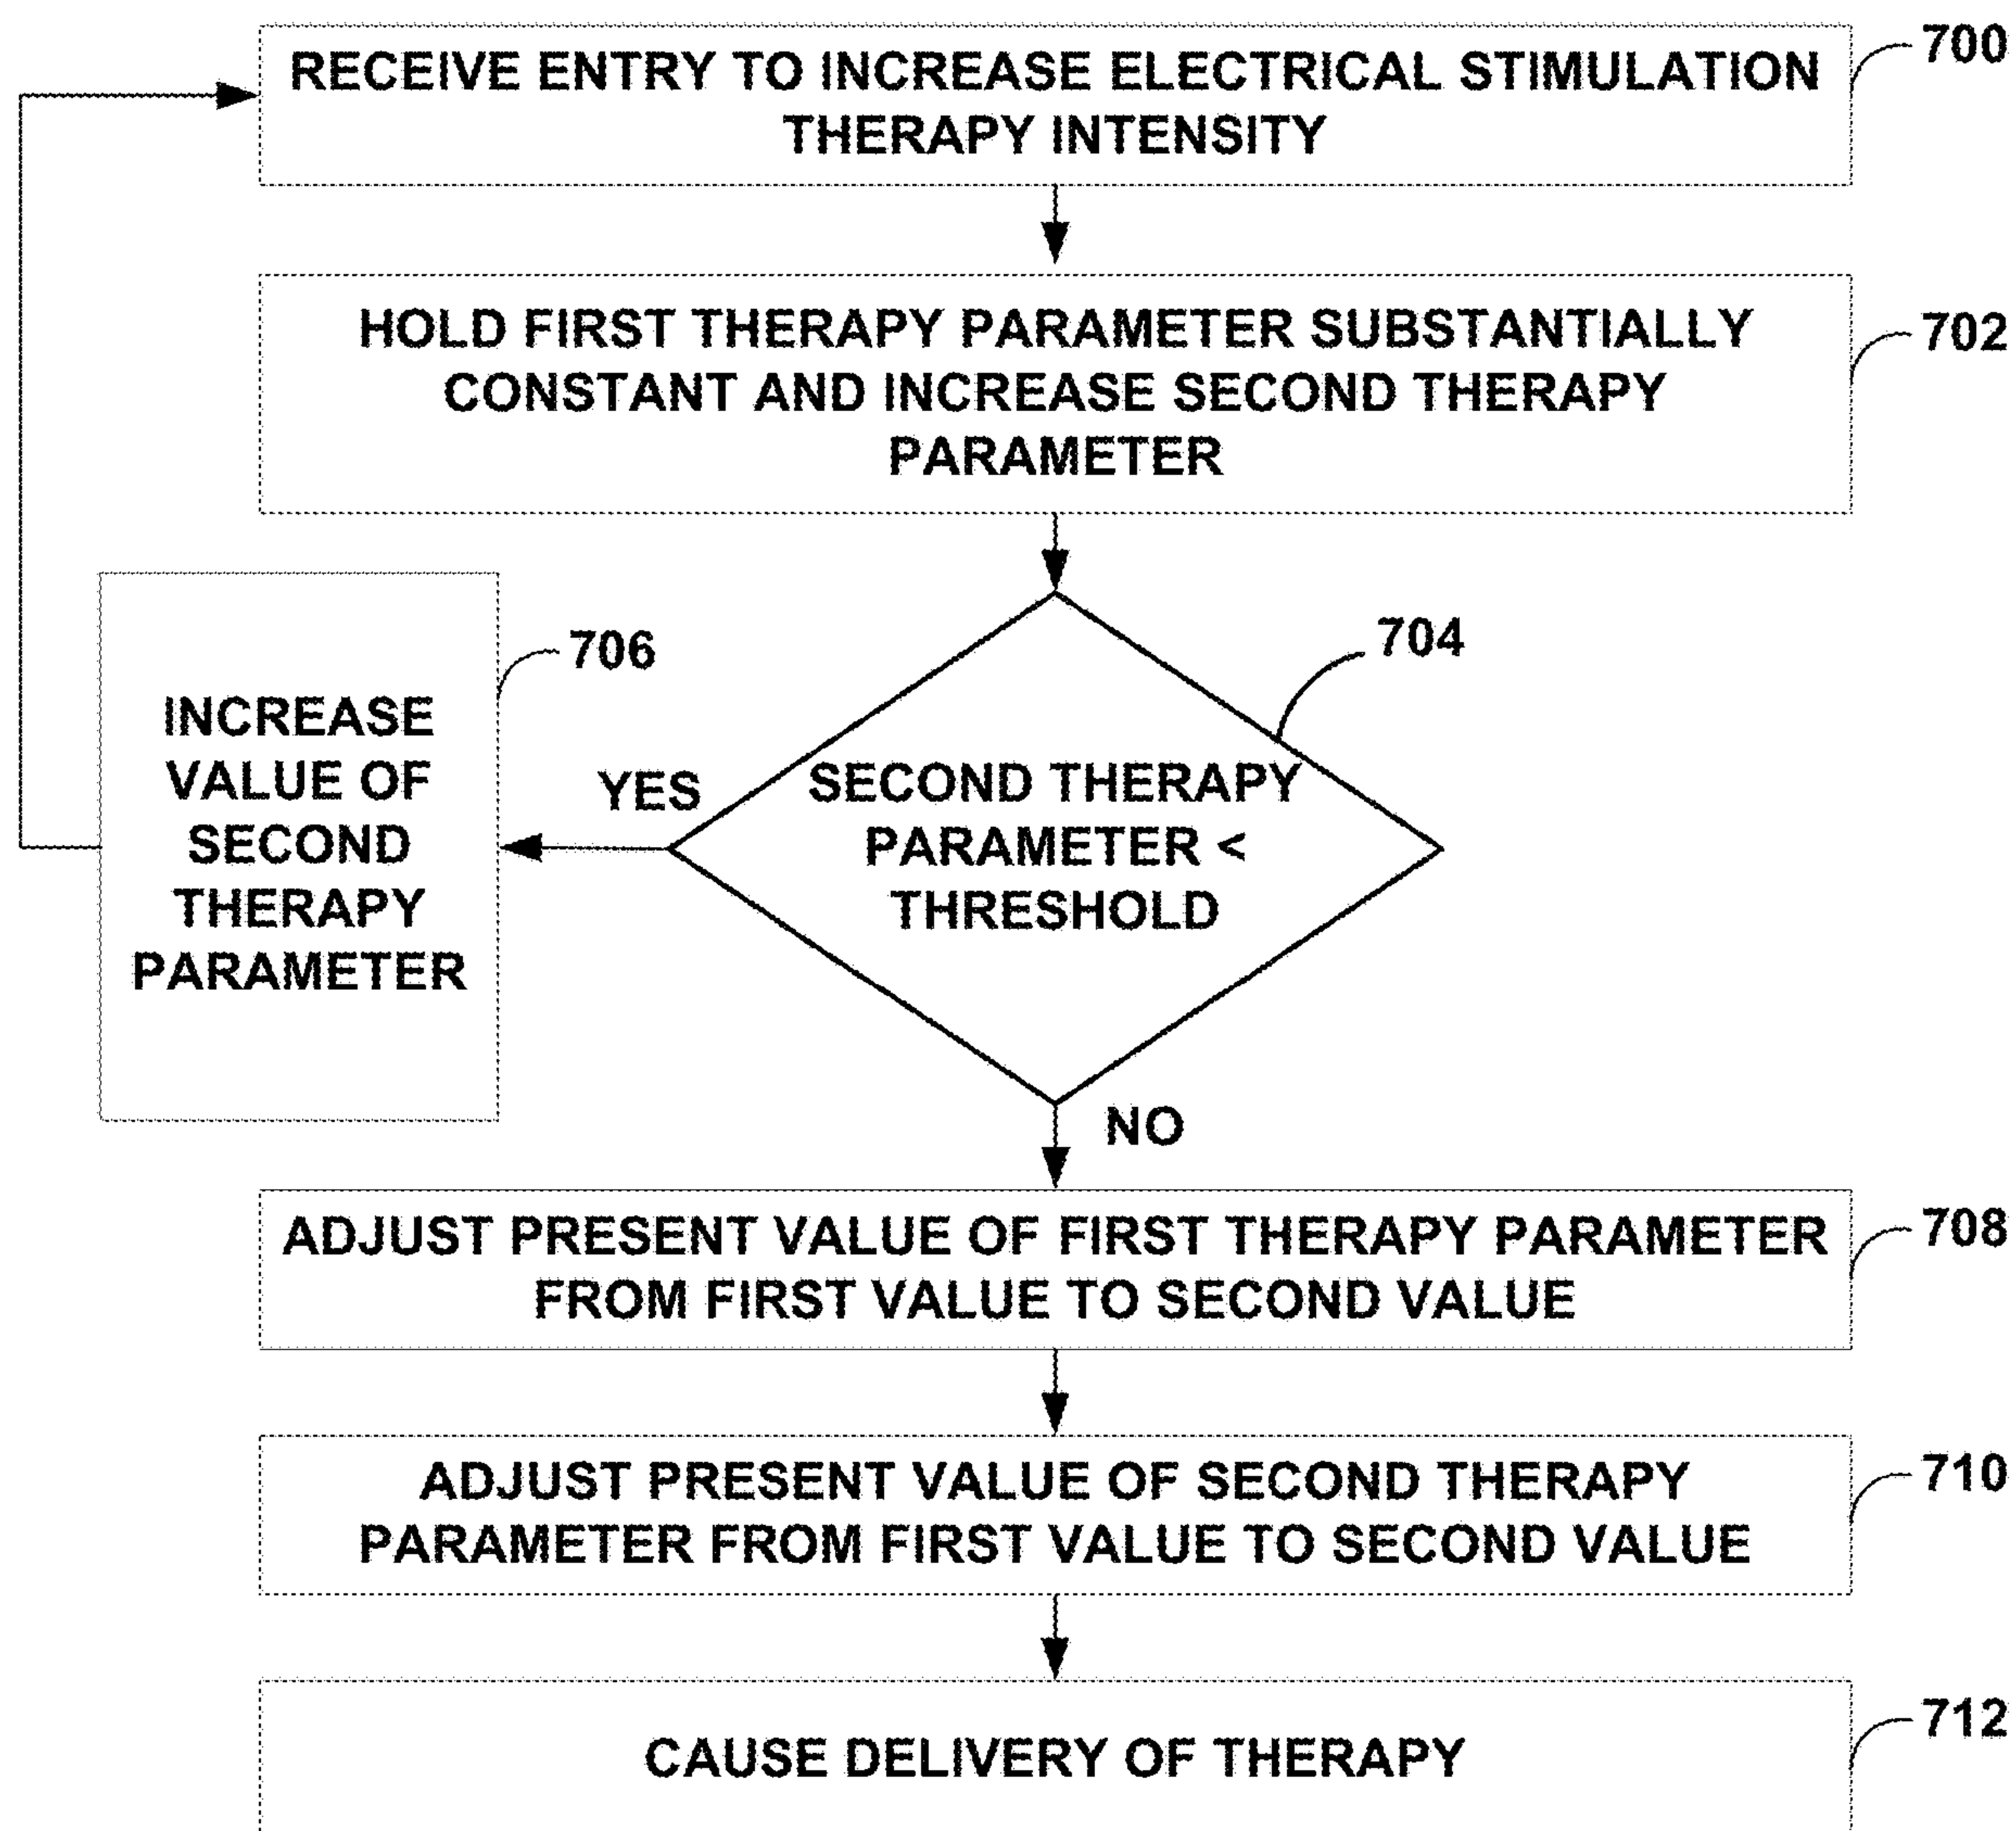 RECEIVE ENTRY TO INCREASE ELECTRICAL STIMULATION
THERAPY INTENSITY
700
HOLD FIRST THERAPY PARAMETER SUBSTANTIALLY
CONSTANT AND INCREASE SECOND THERAPY
PARAMETER
702
704
706
INCREASE
VALUE OF
SECOND
THERAPY
PARAMETER
YES
SECOND THERAPY
PARAMETER <
THRESHOLD
NO
ADJUST PRESENT VALUE OF FIRST THERAPY PARAMETER
FROM FIRST VALUE TO SECOND VALUE
708
ADJUST PRESENT VALUE OF SECOND THERAPY
PARAMETER FROM FIRST VALUE TO SECOND VALUE
710
CAUSE DELIVERY OF THERAPY
712